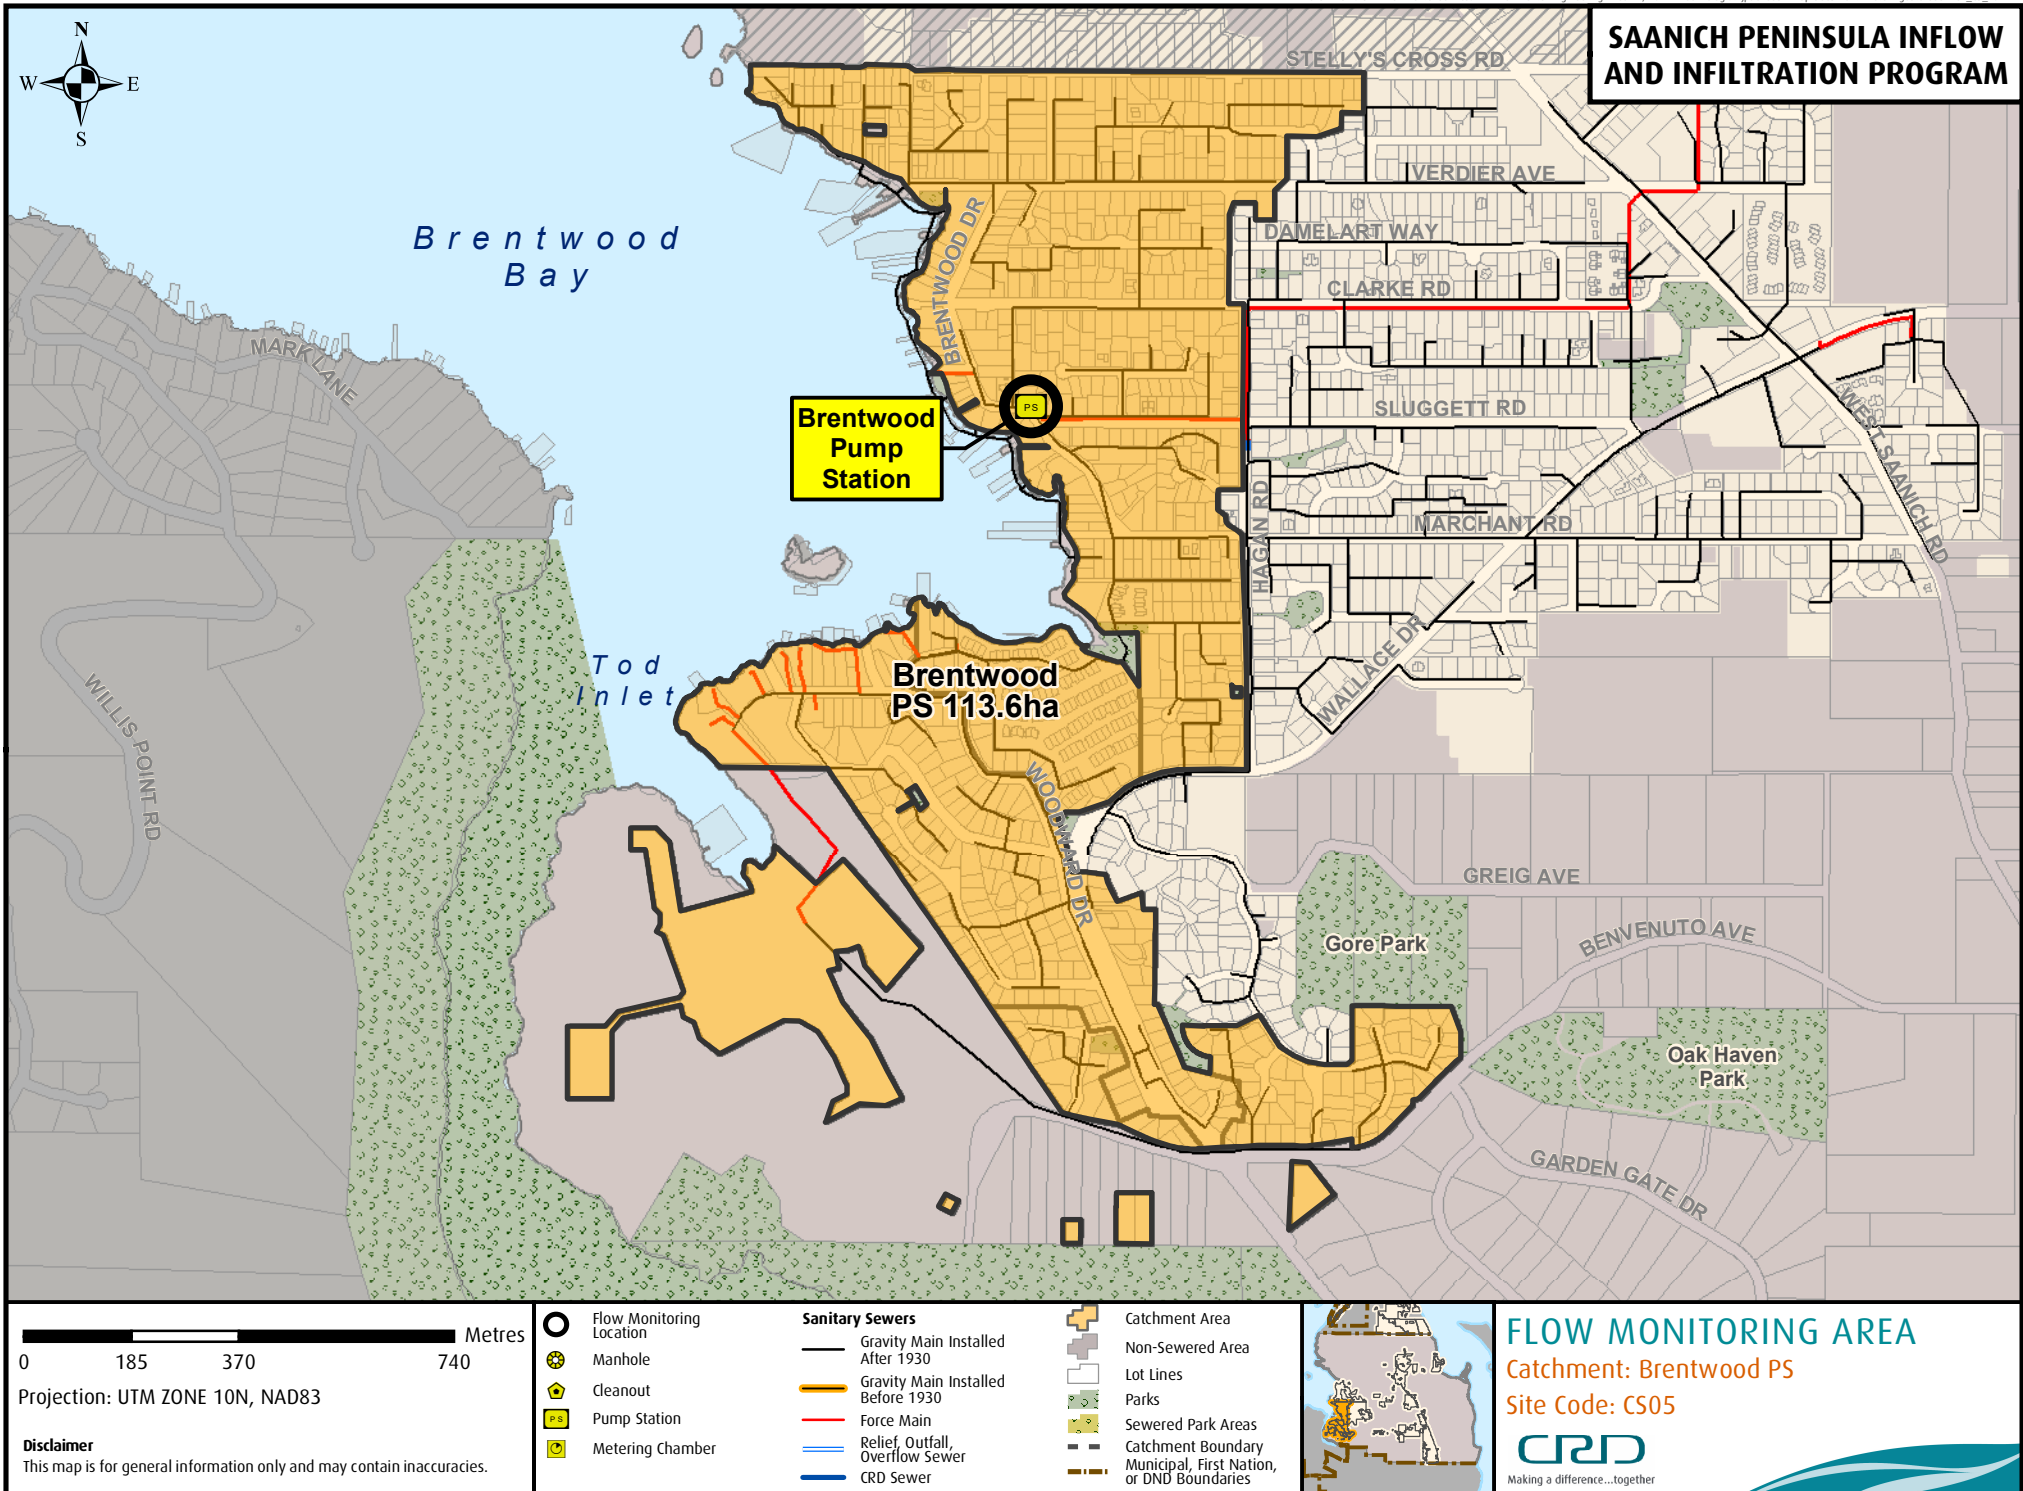 SAANICH PENINSULA INFLOW
AND INFILTRATION PROGRAM
N
W
E
S
STELLY'S CROSS RD
VERDIER AVE
DAMELART WAY
CLARKE RD
Brentwood
Bay
BRENTWOOD DR
MARK LANE
Brentwood
Pump
Station
PS
SLUGGETT RD
WEST SAANICH RD
HAGAN RD
MARCHANT RD
WALLACE DR
Tod
Inlet
Brentwood
PS 113.6ha
WILLIS POINT RD
WOODWARD DR
GREIG AVE
Gore Park
BENVENUTO AVE
Oak Haven
Park
GARDEN GATE DR
Metres
0 185 370 740
Projection: UTM ZONE 10N, NAD83
Disclaimer
This map is for general information only and may contain inaccuracies.
Flow Monitoring
Location
Manhole
Cleanout
PS
Pump Station
Metering Chamber
Sanitary Sewers
Gravity Main Installed
After 1930
Gravity Main Installed
Before 1930
Force Main
Relief, Outfall,
Overflow Sewer
CRD Sewer
Catchment Area
Non-Sewered Area
Lot Lines
Parks
Sewered Park Areas
Catchment Boundary
Municipal, First Nation,
or DND Boundaries
FLOW MONITORING AREA
Catchment: Brentwood PS
Site Code: CS05
CRD
Making a difference...together